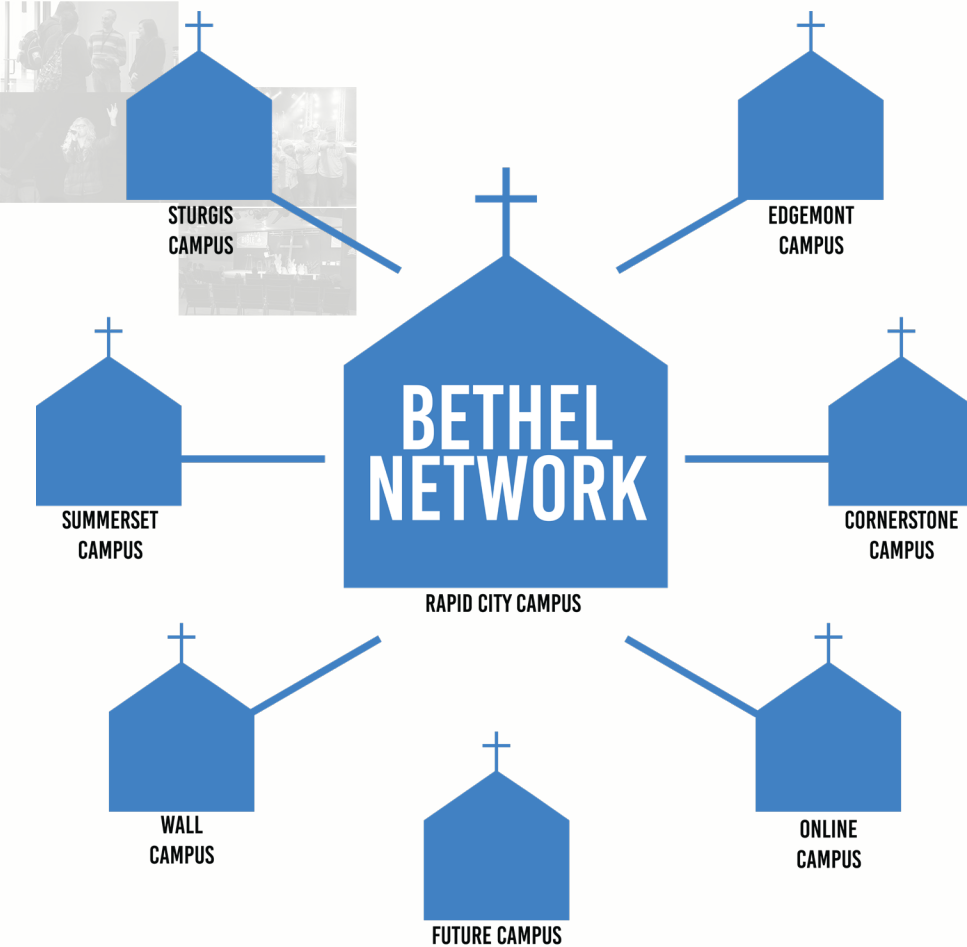 STURGIS
CAMPUS
EDGEMONT
CAMPUS
BETHEL
NETWORK
SUMMERSET
CAMPUS
CORNERSTONE
CAMPUS
RAPID CITY CAMPUS
WALL
CAMPUS
ONLINE
CAMPUS
FUTURE CAMPUS